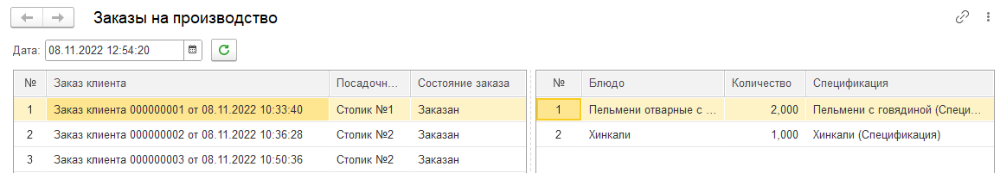 Заказы на производство
Дата: 08.11.2022 12:54:20
№ Заказ клиента Посадочн... Состояние заказа
1 Заказ клиента 000000001 от 08.11.2022 10:33:40 Столик №1 Заказан
2 Заказ клиента 000000002 от 08.11.2022 10:36:28 Столик №2 Заказан
3 Заказ клиента 000000003 от 08.11.2022 10:50:36 Столик №2 Заказан
№ Блюдо Количество Спецификация
1 Пельмени отварные с ... 2,000 Пельмени с говядиной (Специ...
2 Хинкали 1,000 Хинкали (Спецификация)